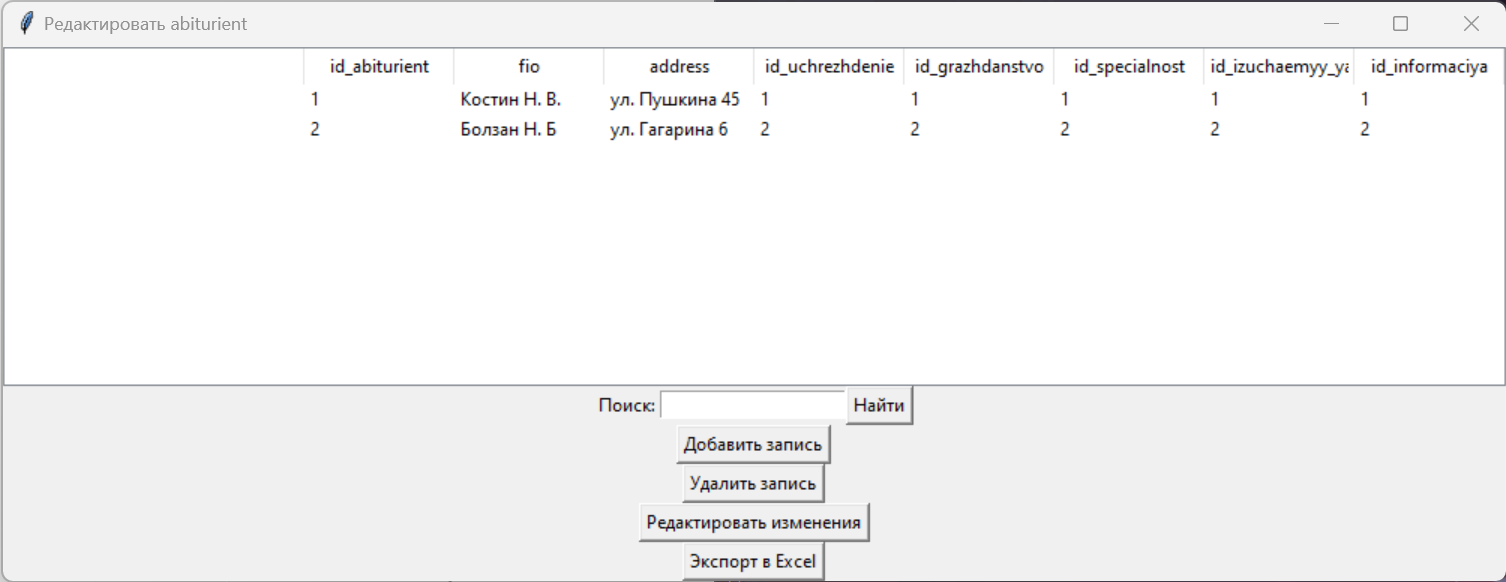 Редактировать abiturient
id_abiturient fio address id_uchrezhdenie id_grazhdanstvo id_specialnost id_izuchaemyy_ya id_informaciya
1 Костин Н. В. ул. Пушкина 45 1 1 1 1 1
2 Болзан Н. Б ул. Гагарина 6 2 2 2 2 2
Поиск: Найти
Добавить запись
Удалить запись
Редактировать изменения
Экспорт в Excel